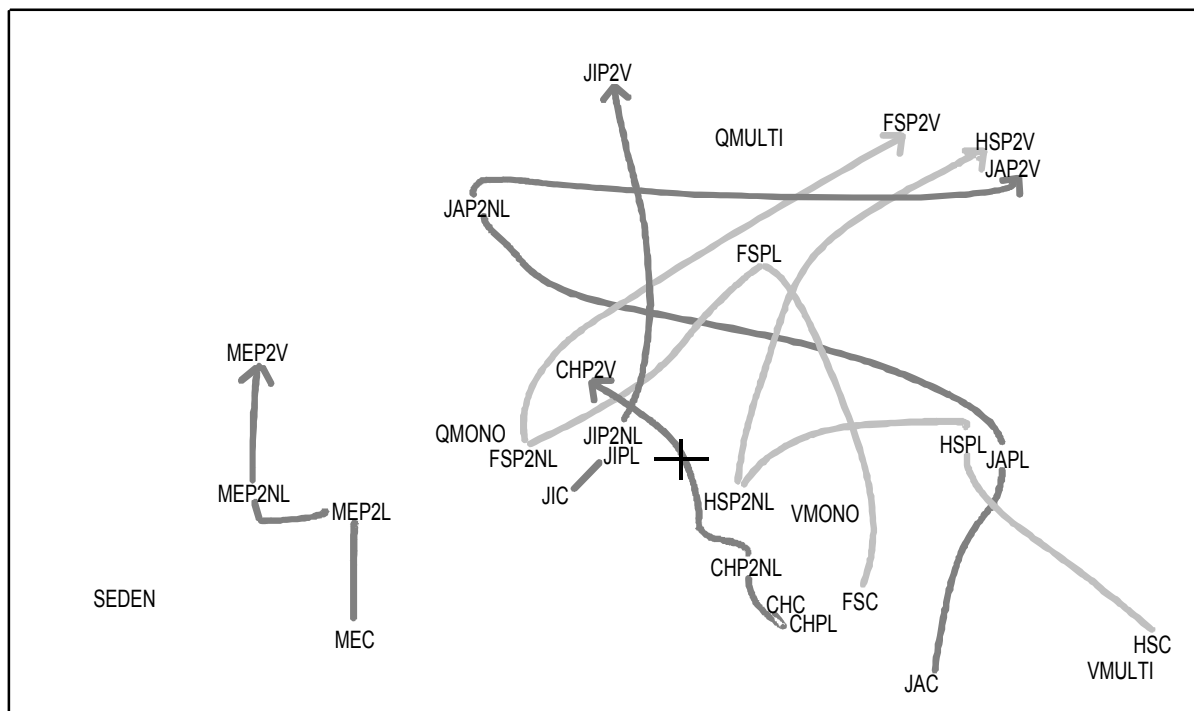 JIP2V
FSP2V
QMULTI
HSP2V
JAP2V
JAP2NL
FSPL
MEP2V
CHP2V
QMONO
JIP2NL
HSPL
FSP2NL
JIPL
JAPL
MEP2NL
JIC
HSP2NL
MEP2L
VMONO
CHP2NL
SEDEN
CHC
FSC
CHPL
MEC
HSC
VMULTI
JAC